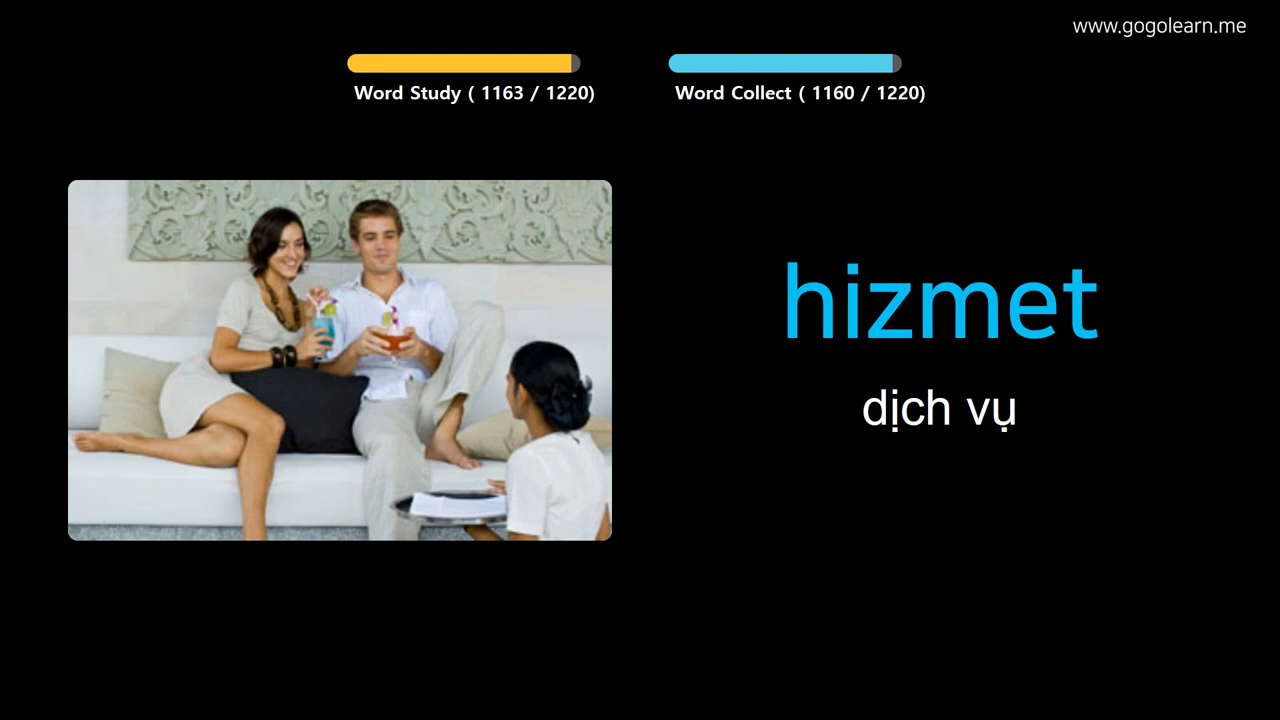 www.gogolearn.me
Word Study ( 1163 / 1220)
Word Collect ( 1160 / 1220)
hizmet
dịch vụ